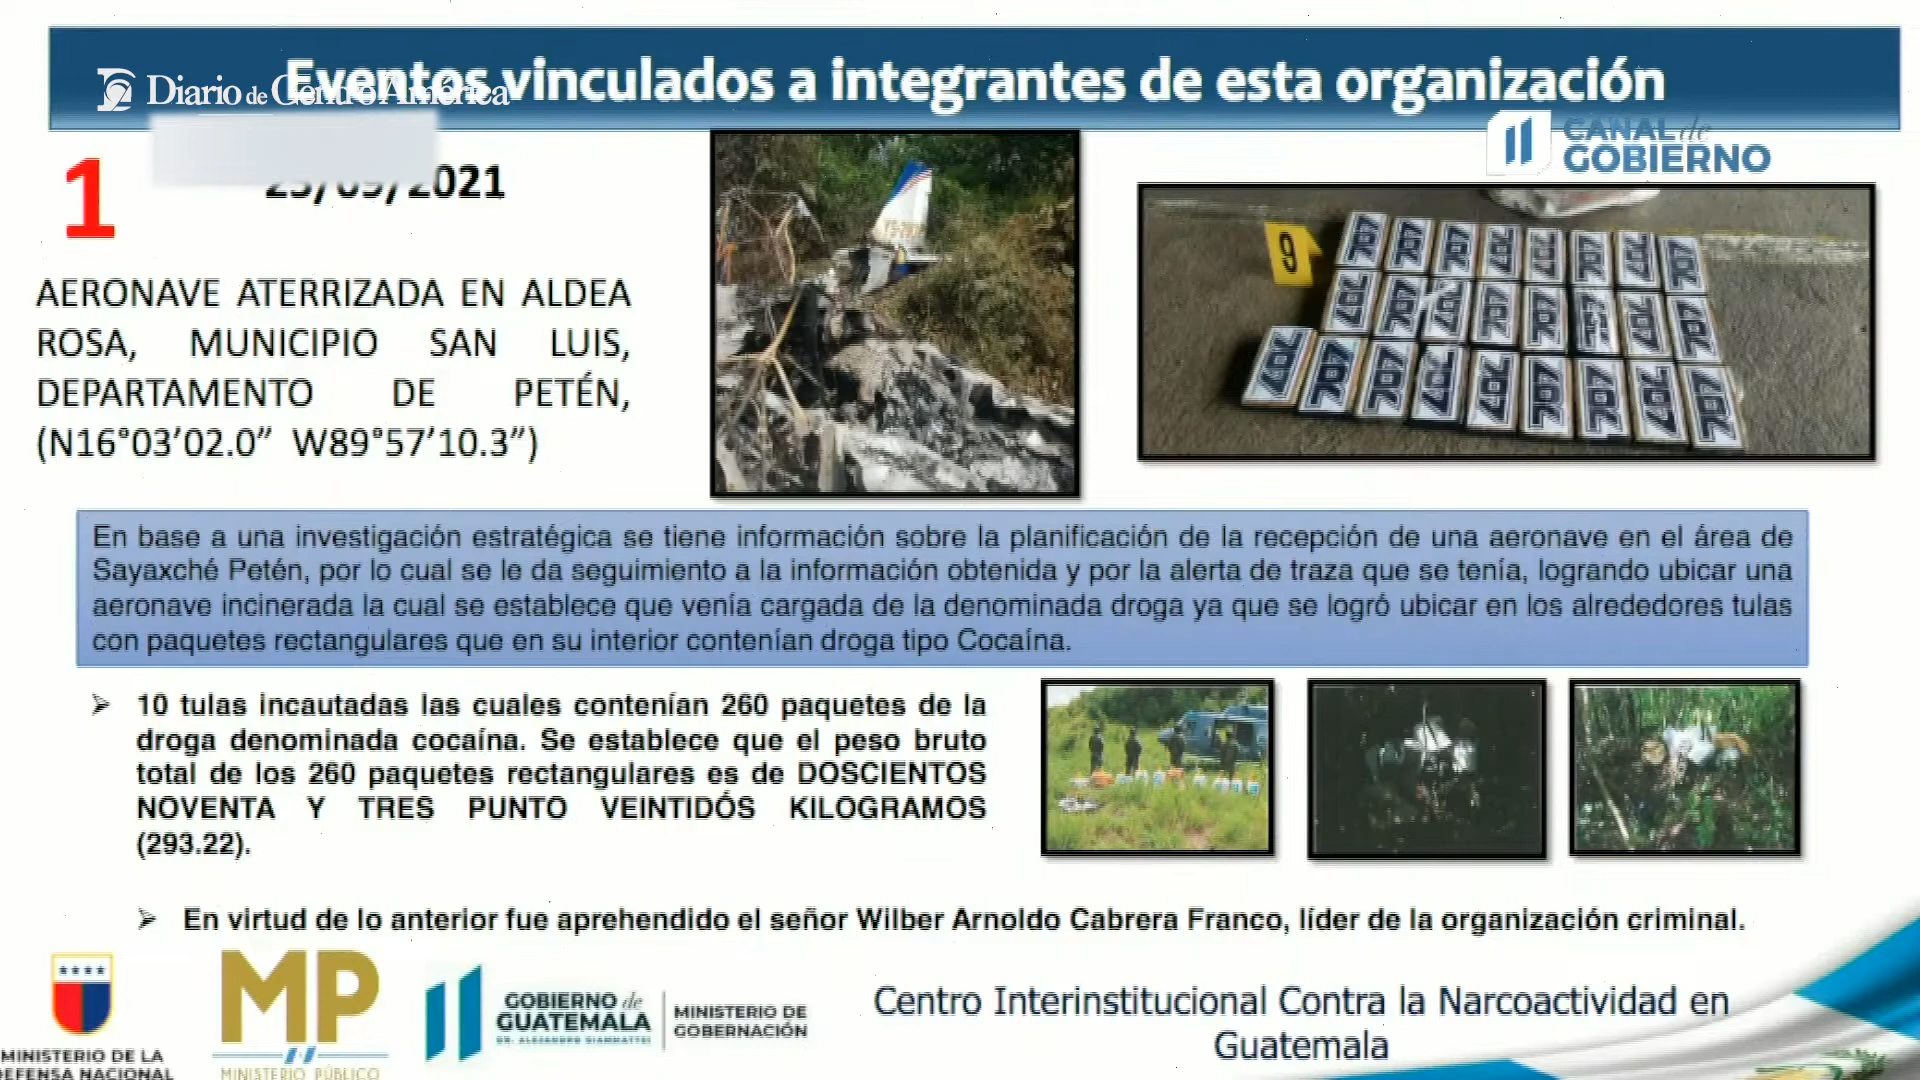 Eventos vinculados a integrantes de esta organización
Diario de Centro América
CANAL de
GOBIERNO
1
2021
AERONAVE ATERRIZADA EN ALDEA
ROSA, MUNICIPIO SAN LUIS,
DEPARTAMENTO DE PETÉN,
(N16°03’02.0” W89°57’10.3”)
9
En base a una investigación estratégica se tiene información sobre la planificación de la recepción de una aeronave en el área de
Sayaxché Petén, por lo cual se le da seguimiento a la información obtenida y por la alerta de traza que se tenía, logrando ubicar una
aeronave incinerada la cual se establece que venía cargada de la denominada droga ya que se logró ubicar en los alrededores tulas
con paquetes rectangulares que en su interior contenían droga tipo Cocaína.
➢ 10 tulas incautadas las cuales contenían 260 paquetes de la
droga denominada cocaína. Se establece que el peso bruto
total de los 260 paquetes rectangulares es de DOSCIENTOS
NOVENTA Y TRES PUNTO VEINTIDÓS KILOGRAMOS
(293.22).
➢ En virtud de lo anterior fue aprehendido el señor Wilber Arnoldo Cabrera Franco, líder de la organización criminal.
MINISTERIO DE LA
DEFENSA NACIONAL
MP
MINISTERIO PÚBLICO
GOBIERNO de
GUATEMALA
DR. ALEJANDRO GIAMMATTEI
MINISTERIO DE
GOBERNACIÓN
Centro Interinstitucional Contra la Narcoactividad en
Guatemala